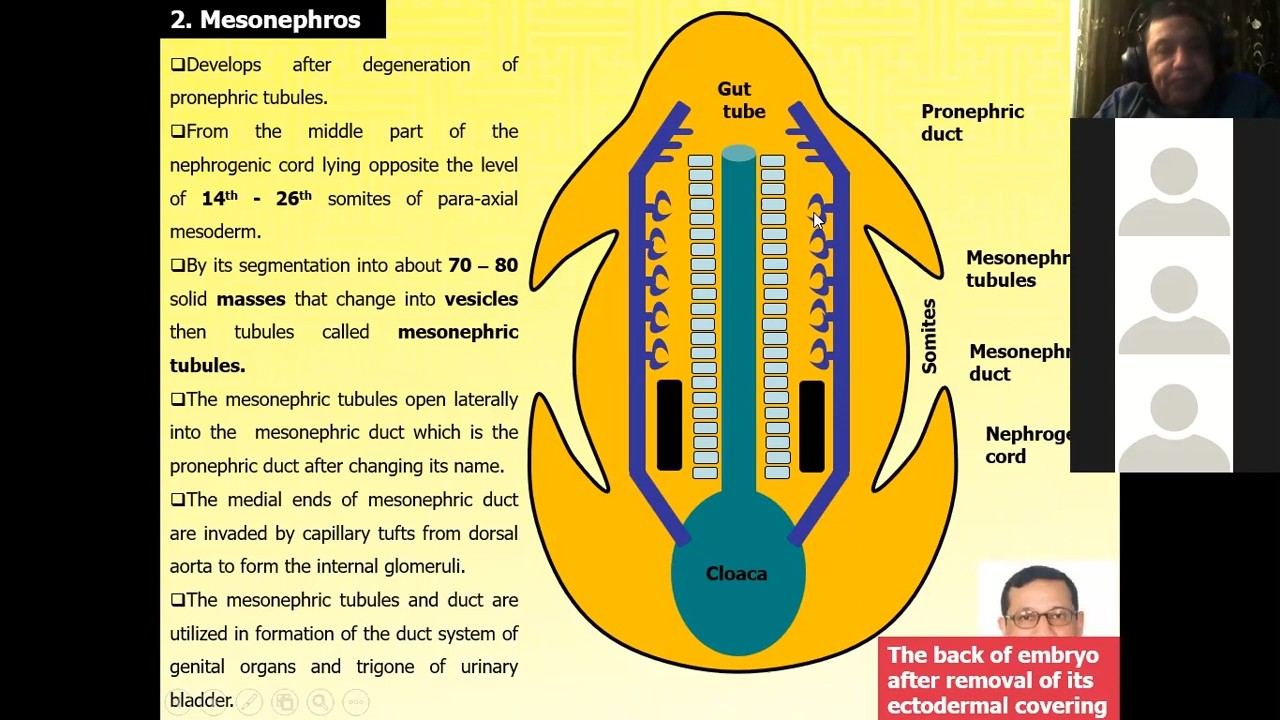 2. Mesonephros
❑Develops after degeneration of
pronephric tubules.
❑From the middle part of the
nephrogenic cord lying opposite the level
of 14th - 26th somites of para-axial
mesoderm.
❑By its segmentation into about 70 – 80
solid masses that change into vesicles
then tubules called mesonephric
tubules.
❑The mesonephric tubules open laterally
into the mesonephric duct which is the
pronephric duct after changing its name.
❑The medial ends of mesonephric duct
are invaded by capillary tufts from dorsal
aorta to form the internal glomeruli.
❑The mesonephric tubules and duct are
utilized in formation of the duct system of
genital organs and trigone of urinary
bladder.
Gut
tube
Cloaca
Pronephric
duct
Mesonephr
tubules
Somites
Mesonephr
duct
Nephroge
cord
The back of embryo
after removal of its
ectodermal covering